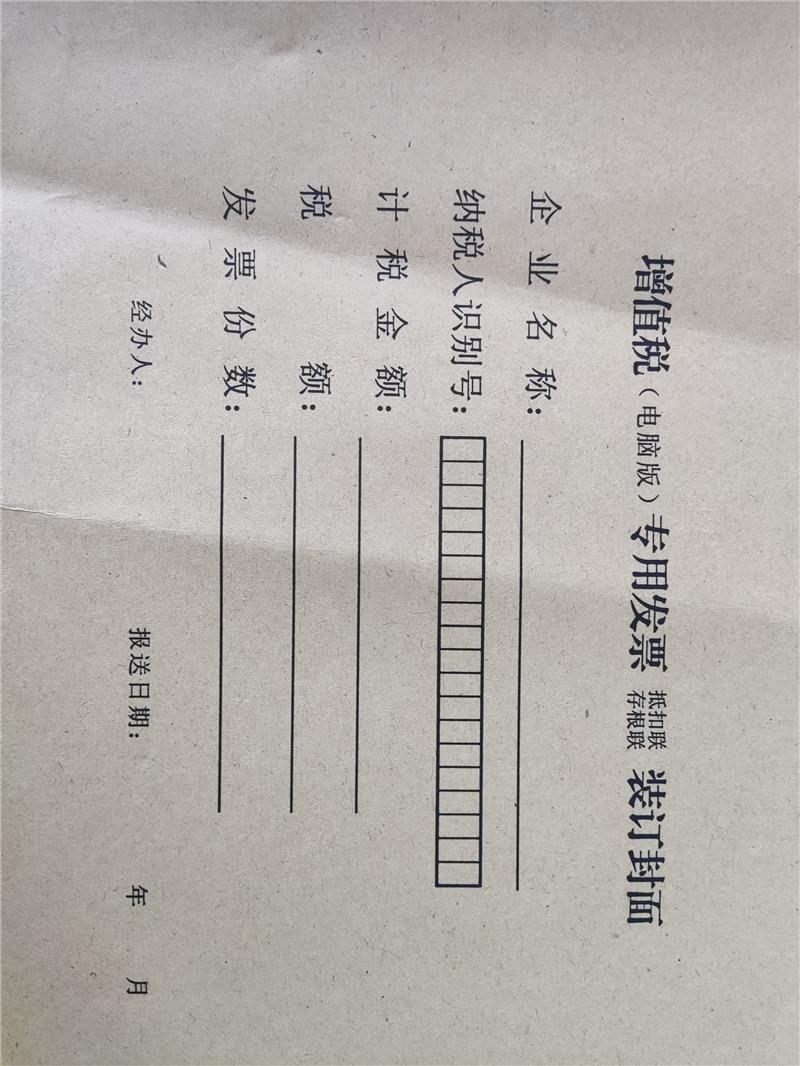 增值税（电脑版）专用发票 抵扣联 存根联 装订封面
企业名称：
纳税人识别号：
计税金额：
税额：
发票份数：
经办人： 报送日期： 年 月